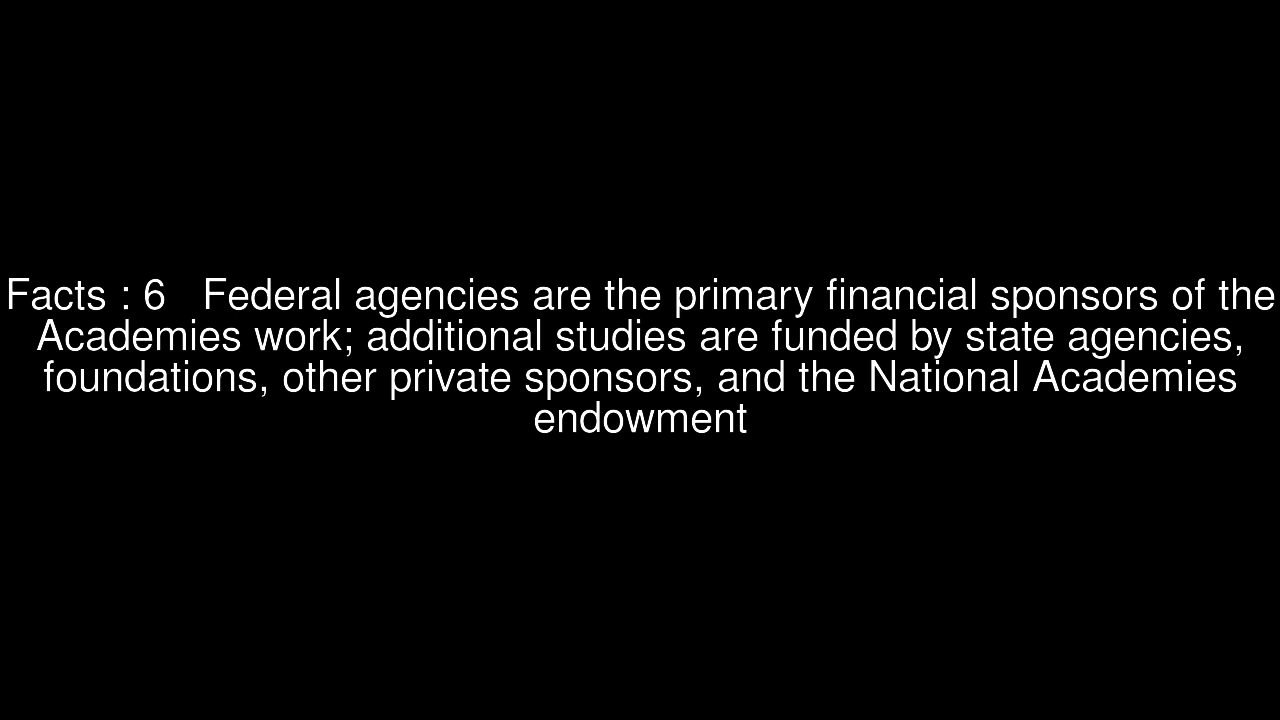 Facts : 6   Federal agencies are the primary financial sponsors of the
Academies work; additional studies are funded by state agencies,
foundations, other private sponsors, and the National Academies
endowment